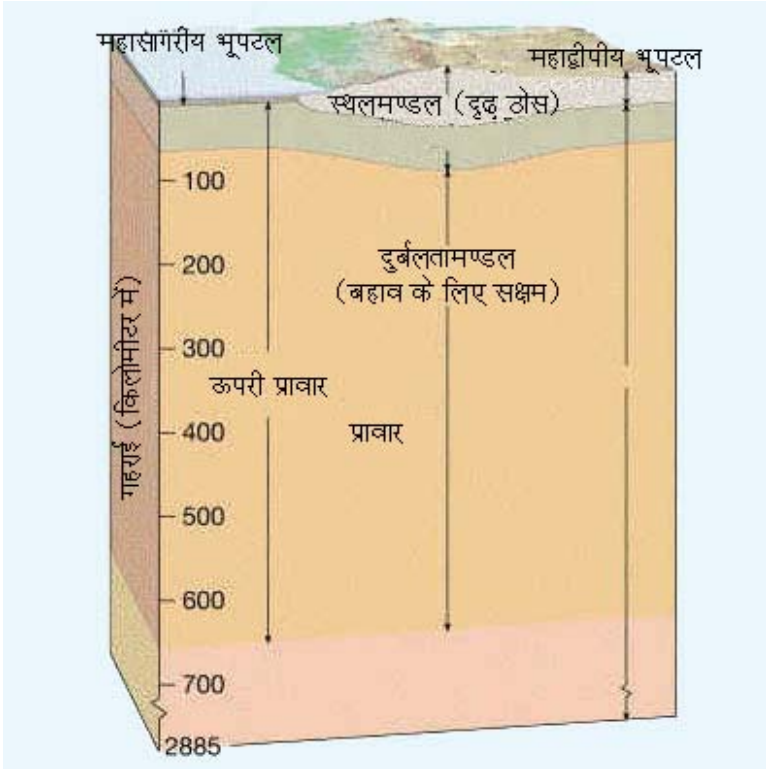 महासागरीय भूपटल
महाद्वीपीय भूपटल
स्थलमण्डल (दृढ़ ठोस)
100
200
दुर्बलतामण्डल
(बहाव के लिए सक्षम)
300
ऊपरी प्रावार
400
प्रावार
गहराई (किलोमीटर में)
500
600
700
2885